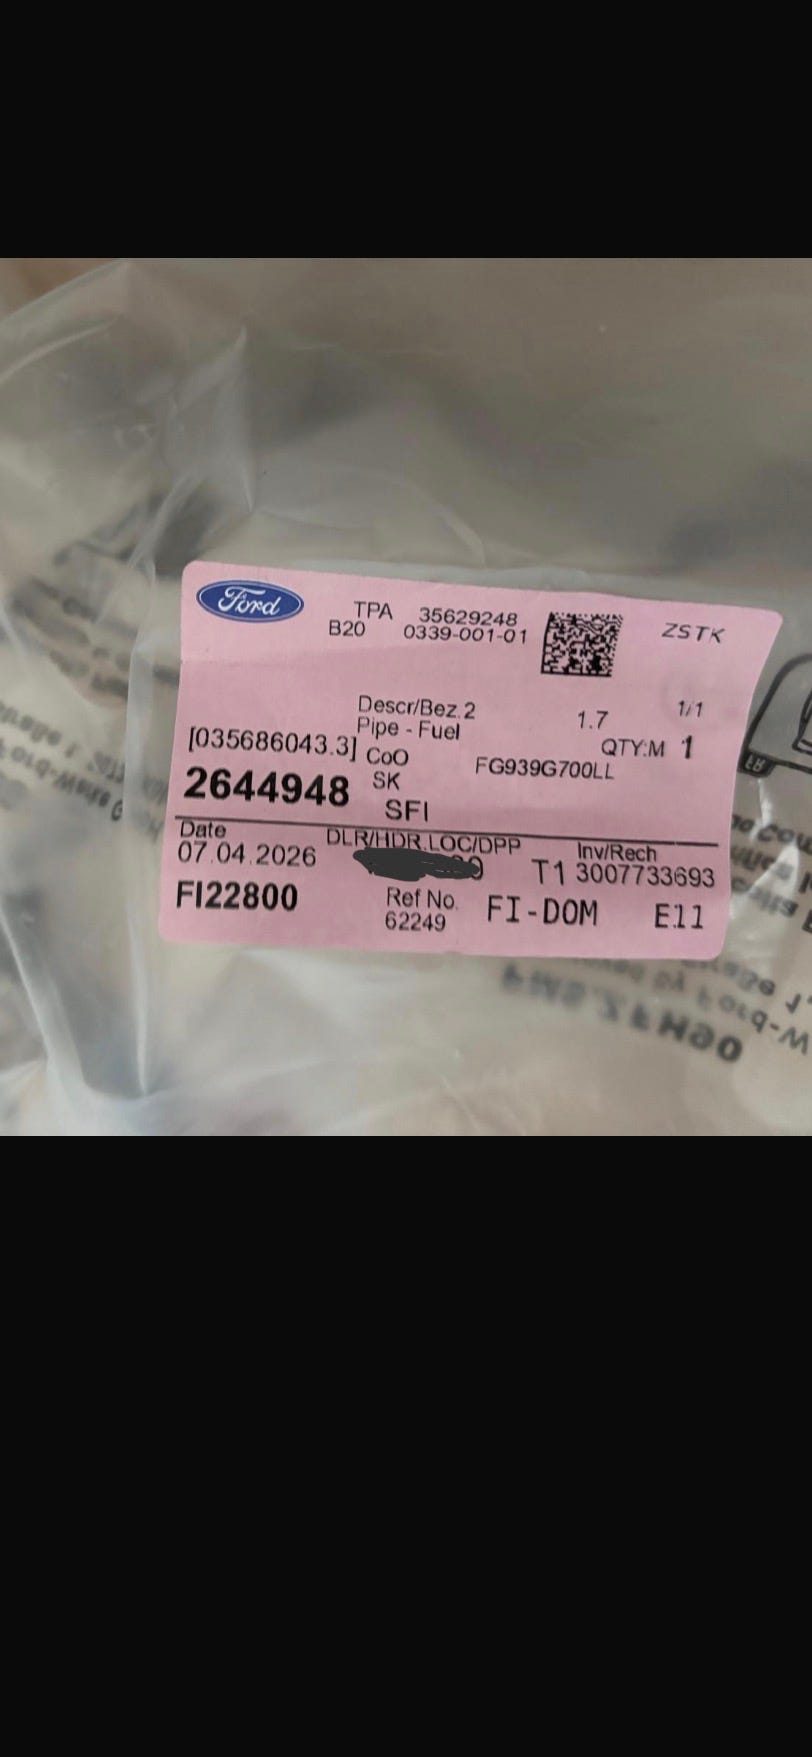 Ford
TPA 35629248
B20 0339-001-01
ZSTK
Descr/Bez.2 1.7 1/1
Pipe - Fuel QTY:M 1
[035686043.3] CoO FG939G700LL
2644948 SK
SFI
Date DLR/HDR.LOC/DPP Inv/Rech
07.04.2026 T1 3007733693
FI22800 Ref No. FI-DOM E11
62249